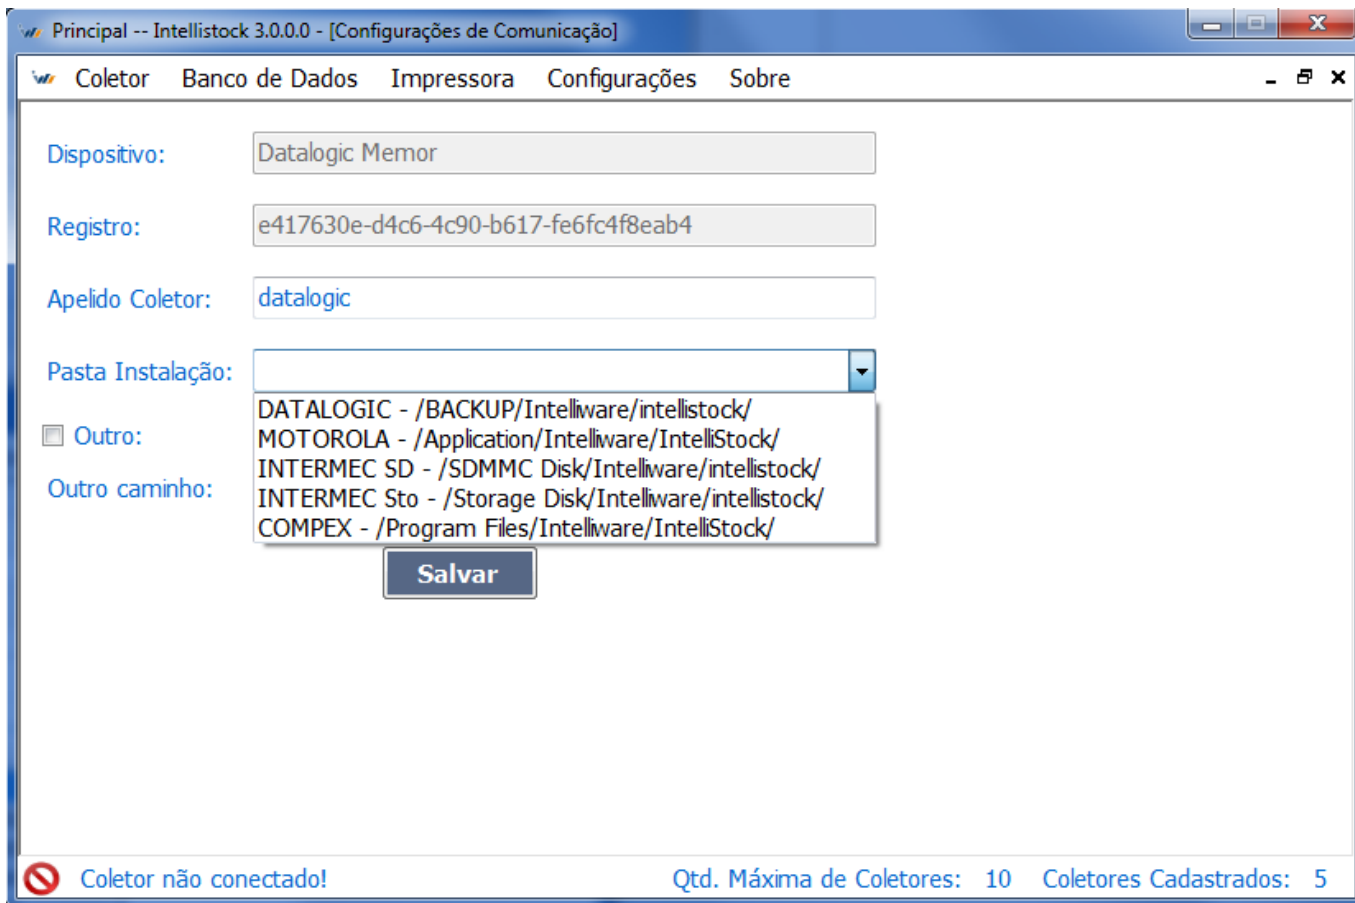 Principal -- Intellistock 3.0.0.0 - [Configurações de Comunicação]
Coletor Banco de Dados Impressora Configurações Sobre
Dispositivo: Datalogic Memor
Registro: e417630e-d4c6-4c90-b617-fe6fc4f8eab4
Apelido Coletor: datalogic
Pasta Instalação:
DATALOGIC - /BACKUP/Intelliware/intellistock/
MOTOROLA - /Application/Intelliware/IntelliStock/
INTERMEC SD - /SDMMC Disk/Intelliware/intellistock/
INTERMEC Sto - /Storage Disk/Intelliware/intellistock/
COMPEX - /Program Files/Intelliware/IntelliStock/
Outro:
Outro caminho:
Salvar
Coletor não conectado! Qtd. Máxima de Coletores: 10 Coletores Cadastrados: 5